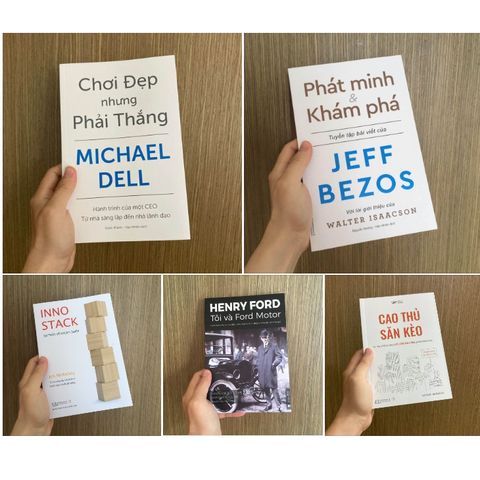 Chơi Đẹp
nhưng
Phải Thắng
MICHAEL
DELL
Hành trình của một CEO
Từ nhà sáng lập đến nhà lãnh đạo
Phát minh
&
Khám phá
Tuyển tập bài viết của
JEFF
BEZOS
Với lời giới thiệu của
WALTER ISAACSON
INNO
STACK
HENRY FORD
Tôi và Ford Motor
CAO THỦ
SĂN KÈO